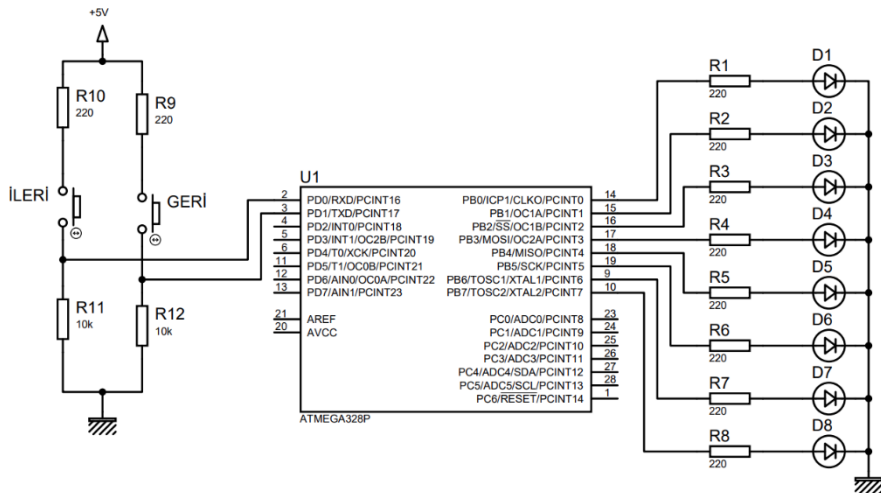 +5V
R10
220
R9
220
İLERİ
GERİ
R11
10k
R12
10k
U1
2 PD0/RXD/PCINT16
3 PD1/TXD/PCINT17
4 PD2/INT0/PCINT18
5 PD3/INT1/OC2B/PCINT19
6 PD4/T0/XCK/PCINT20
11 PD5/T1/OC0B/PCINT21
12 PD6/AIN0/OC0A/PCINT22
13 PD7/AIN1/PCINT23
21 AREF
20 AVCC
PB0/ICP1/CLKO/PCINT0 14
PB1/OC1A/PCINT1 15
PB2/SS/OC1B/PCINT2 16
PB3/MOSI/OC2A/PCINT3 17
PB4/MISO/PCINT4 18
PB5/SCK/PCINT5 19
PB6/TOSC1/XTAL1/PCINT6 9
PB7/TOSC2/XTAL2/PCINT7 10
PC0/ADC0/PCINT8 23
PC1/ADC1/PCINT9 24
PC2/ADC2/PCINT10 25
PC3/ADC3/PCINT11 26
PC4/ADC4/SDA/PCINT12 27
PC5/ADC5/SCL/PCINT13 28
PC6/RESET/PCINT14 1
ATMEGA328P
R1
220
D1
R2
220
D2
R3
220
D3
R4
220
D4
R5
220
D5
R6
220
D6
R7
220
D7
R8
220
D8